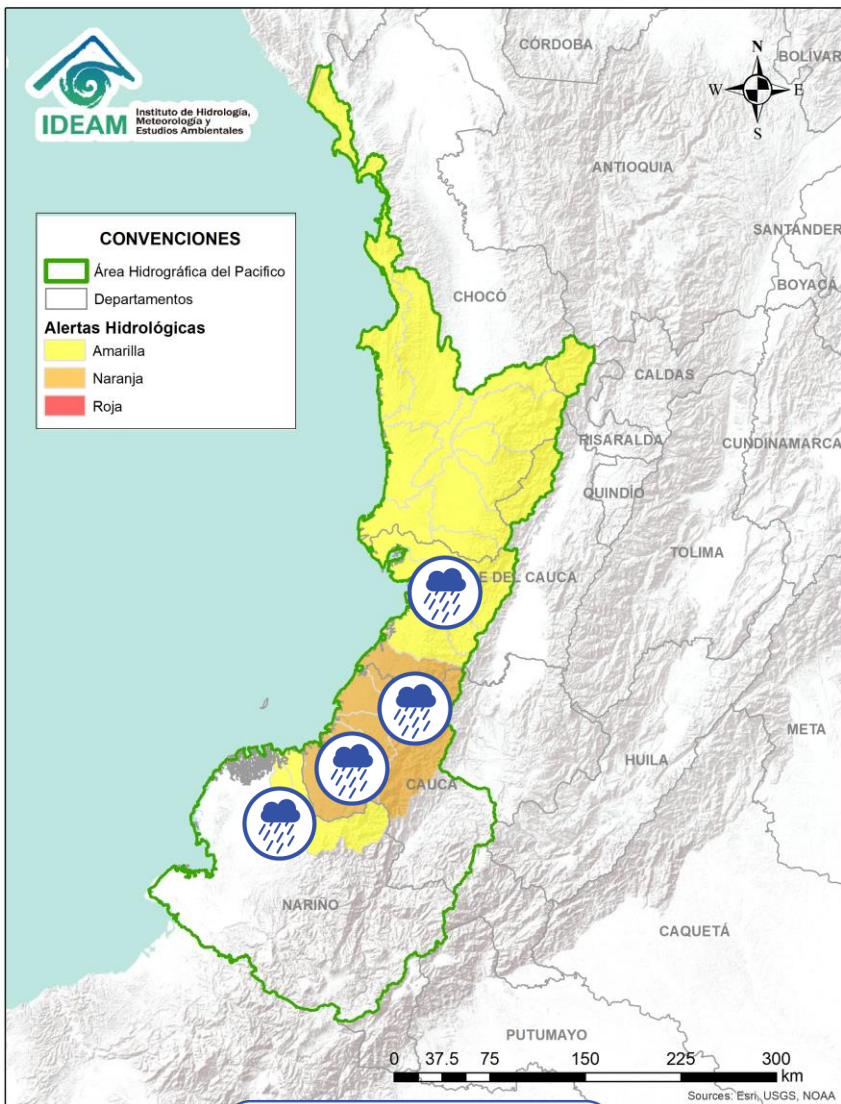 IDEAM
Instituto de Hidrología,
Meteorología y
Estudios Ambientales
CÓRDOBA
BOLÍVAR
N
W
E
S
ANTIOQUIA
SANTANDER
BOYACÁ
CONVENCIONES
Área Hidrográfica del Pacifico
Departamentos
Alertas Hidrológicas
Amarilla
Naranja
Roja
CHOCÓ
CALDAS
RISARALDA
CUNDINAMARCA
QUINDÍO
TOLIMA
E DEL CAUCA
META
HUILA
CAUCA
NARIÑO
CAQUETÁ
PUTUMAYO
0 37.5 75 150 225 300
km
Sources: Esri, USGS, NOAA